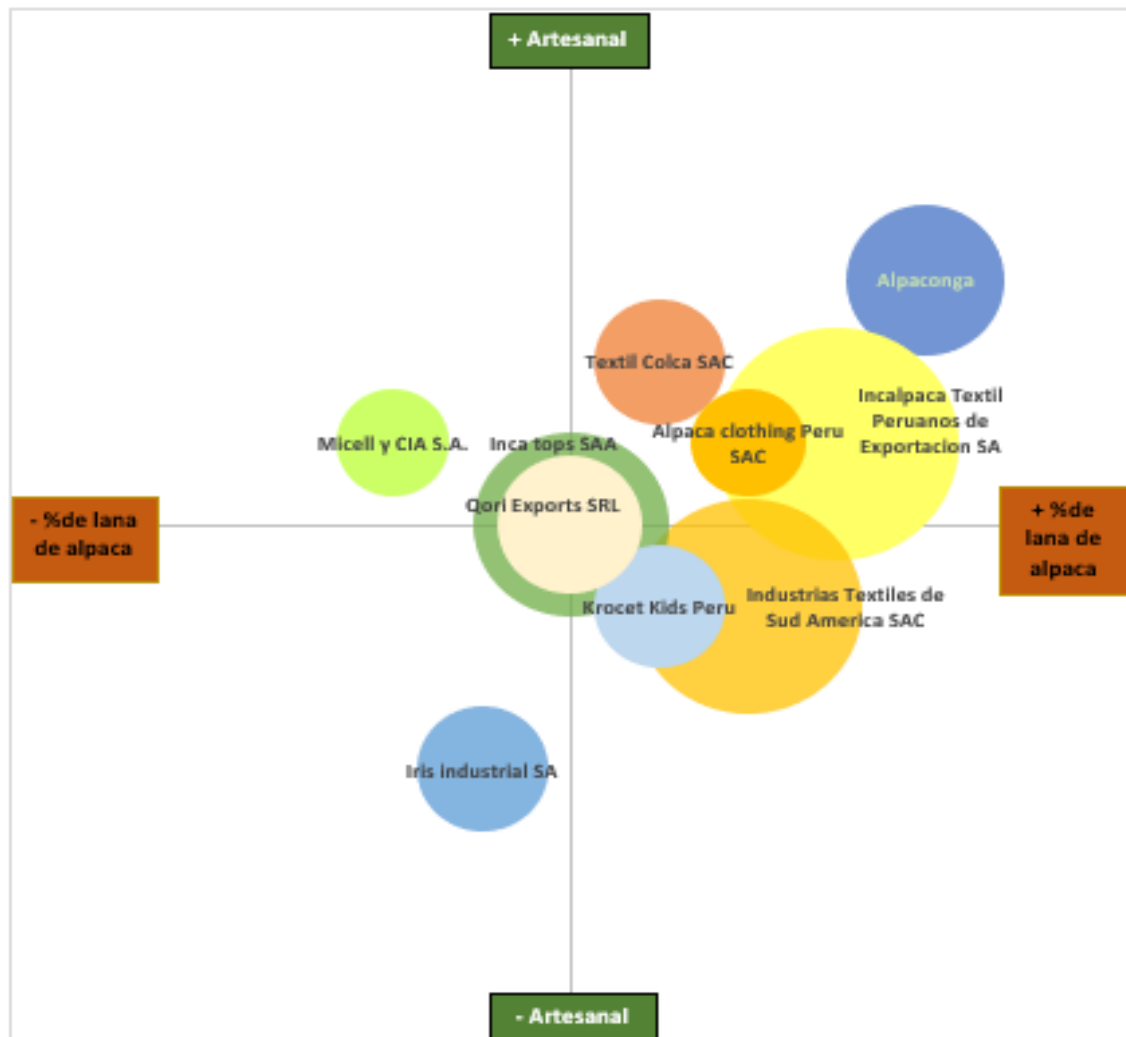 + Artesanal
Alpaconga
Textil Colca SAC
Incalpaca Textil
Peruanos de
Exportacion SA
Alpaca clothing Peru
SAC
Micell y CIA S.A.
Inca tops SAA
Qori Exports SRL
- %de lana
de alpaca
+ %de
lana de
alpaca
Krocet Kids Peru
Industrias Textiles de
Sud America SAC
Iris industrial SA
- Artesanal